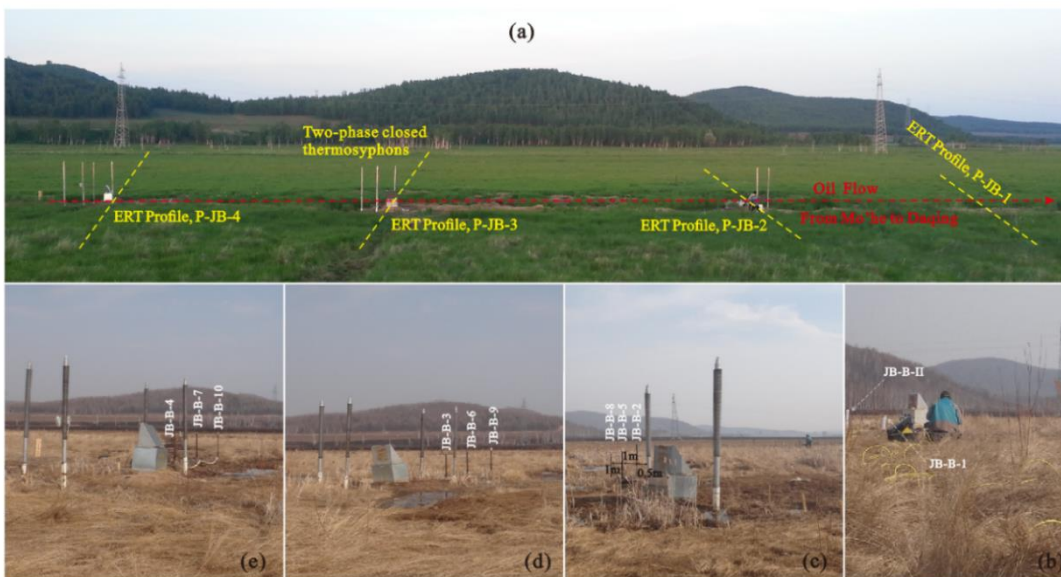 (a)
Two-phase closed
thermosyphons
ERT Profile, P-JB-4
ERT Profile, P-JB-3
ERT Profile, P-JB-2
ERT Profile, P-JB-1
Oil Flow
From Mo'he to Daqing
JB-B-4
JB-B-7
JB-B-10
(e)
JB-B-3
JB-B-6
JB-B-9
(d)
JB-B-8
JB-B-5
JB-B-2
1m
1m
0.5m
(c)
JB-B-II
JB-B-1
(b)